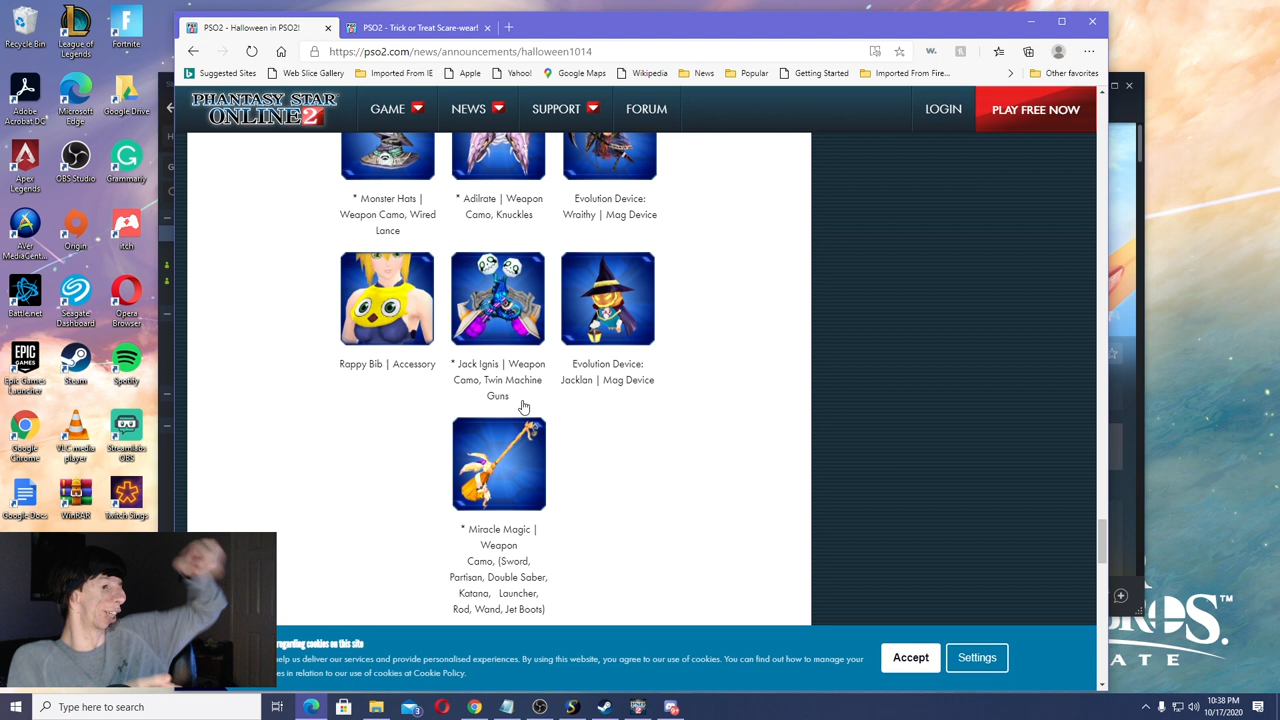 Recycle Bin
League of Legends
Fortnite
PSO2 - Halloween in PSO2!
PSO2 - Trick or Treat Scare-wear!
https://pso2.com/news/announcements/halloween1014
Suggested Sites
Web Slice Gallery
Imported From IE
Apple
Yahoo!
Google Maps
Wikipedia
News
Popular
Getting Started
Imported From Fire...
Other favorites
PHANTASY STAR ONLINE 2
GAME
NEWS
SUPPORT
FORUM
LOGIN
PLAY FREE NOW
Adobe Acrobat DC
Microsoft Edge
Google Drive
Apex Legends
OBS Studio
Grammarly
AVer MediaCent...
Origin
itch
Battle.net
Seagate Dashboard
Opera Browser
Epic Games Launcher
Steam
Spotify
Google Chrome
VLC media player
Streamlabs OBS
Google Docs
WinRAR
Twitch Sings
* Monster Hats |
Weapon Camo, Wired
Lance
* Adilrate | Weapon
Camo, Knuckles
Evolution Device:
Wraithy | Mag Device
Rappy Bib | Accessory
* Jack Ignis | Weapon
Camo, Twin Machine
Guns
Evolution Device:
Jacklan | Mag Device
* Miracle Magic |
Weapon
Camo, (Sword,
Partisan, Double Saber,
Katana, Launcher,
Rod, Wand, Jet Boots)
regarding cookies on this site
elp us deliver our services and provide personalised experiences. By using this website, you agree to our use of cookies. You can find out how to manage your
es in relation to our use of cookies at Cookie Policy.
Accept
Settings
ROS.™
ATE
Type here to search
3
10:38 PM
10/17/2020